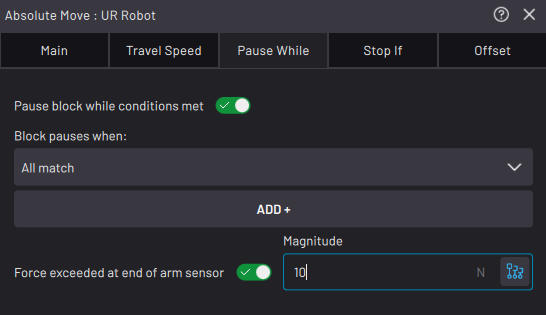 Absolute Move : UR Robot
Main Travel Speed Pause While Stop If Offset
Pause block while conditions met
Block pauses when:
All match
ADD +
Magnitude
Force exceeded at end of arm sensor 10 N